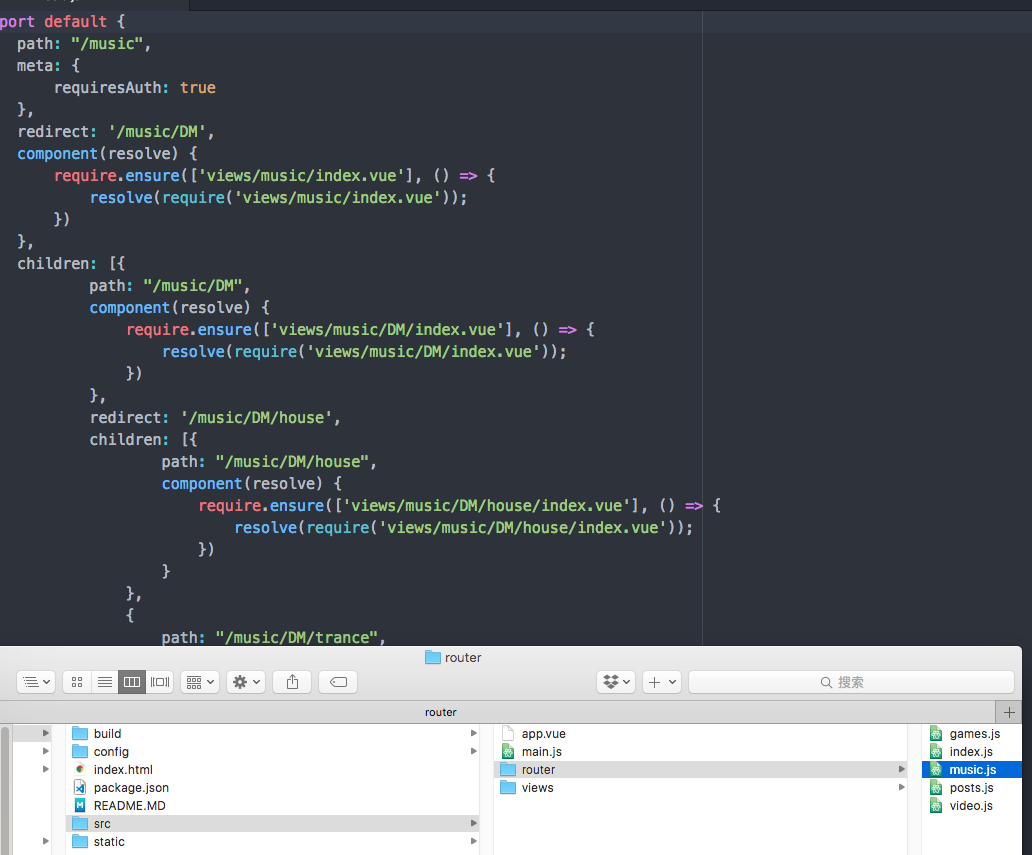 port default {
path: "/music",
meta: {
requiresAuth: true
},
redirect: '/music/DM',
component(resolve) {
require.ensure(['views/music/index.vue'], () => {
resolve(require('views/music/index.vue'));
})
},
children: [{
path: "/music/DM",
component(resolve) {
require.ensure(['views/music/DM/index.vue'], () => {
resolve(require('views/music/DM/index.vue'));
})
},
redirect: '/music/DM/house',
children: [{
path: "/music/DM/house",
component(resolve) {
require.ensure(['views/music/DM/house/index.vue'], () => {
resolve(require('views/music/DM/house/index.vue'));
})
}
},
{
path: "/music/DM/trance",
router
搜索
router
build
config
index.html
package.json
README.MD
src
static
app.vue
main.js
router
views
games.js
index.js
music.js
posts.js
video.js